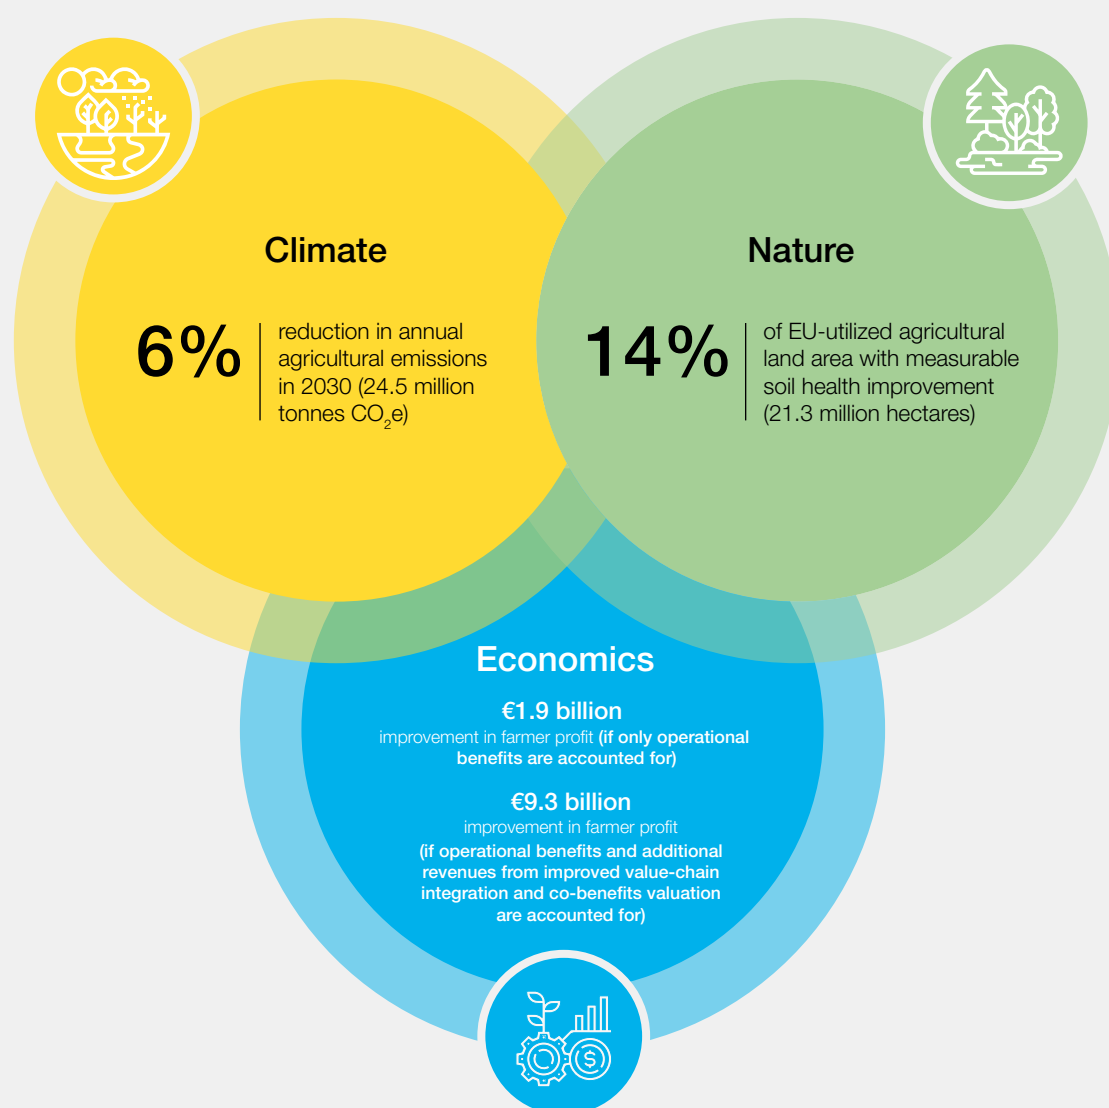 Climate
6%
reduction in annual
agricultural emissions
in 2030 (24.5 million
tonnes CO₂e)
Nature
14%
of EU-utilized agricultural
land area with measurable
soil health improvement
(21.3 million hectares)
Economics
€1.9 billion
improvement in farmer profit (if only operational
benefits are accounted for)
€9.3 billion
improvement in farmer profit
(if operational benefits and additional
revenues from improved value-chain
integration and co-benefits valuation
are accounted for)
$